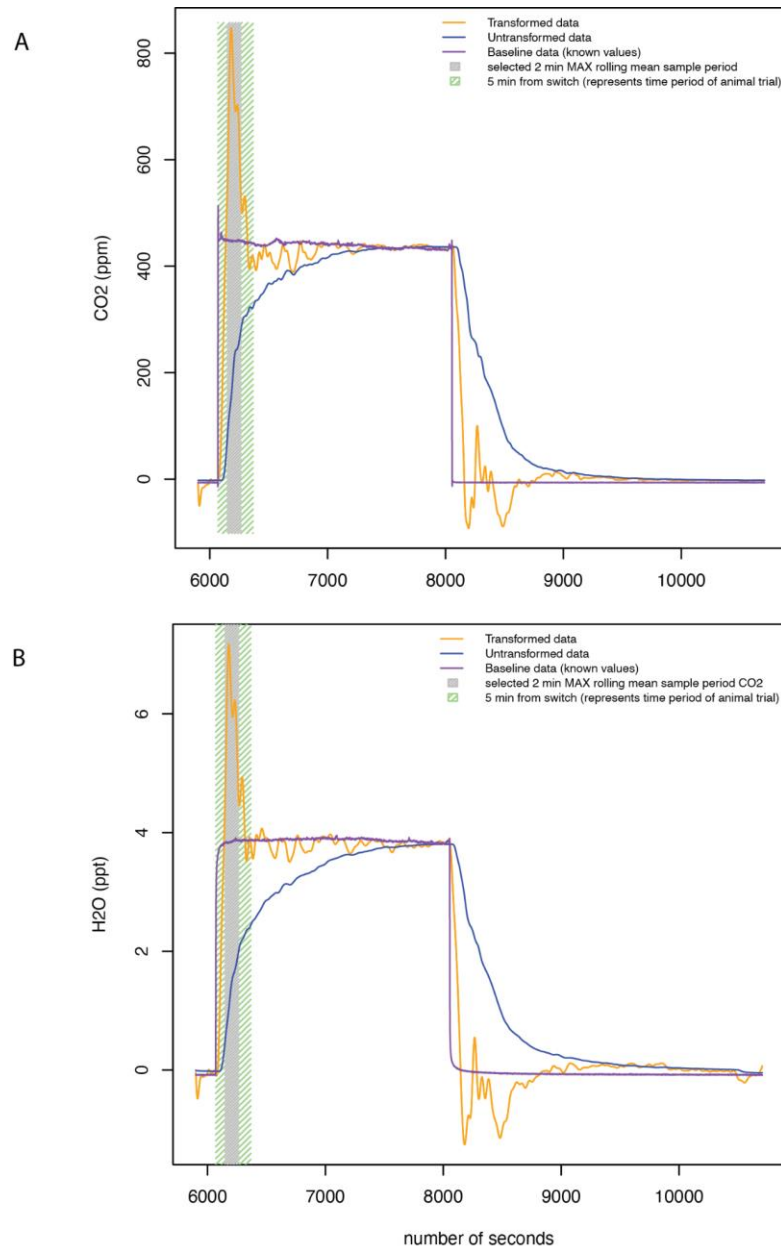 A
Transformed data
Untransformed data
Baseline data (known values)
selected 2 min MAX rolling mean sample period
5 min from switch (represents time period of animal trial)
CO2 (ppm)
800
600
400
200
0
6000 7000 8000 9000 10000
B
Transformed data
Untransformed data
Baseline data (known values)
selected 2 min MAX rolling mean sample period CO2
5 min from switch (represents time period of animal trial)
H2O (ppt)
6
4
2
0
6000 7000 8000 9000 10000
number of seconds